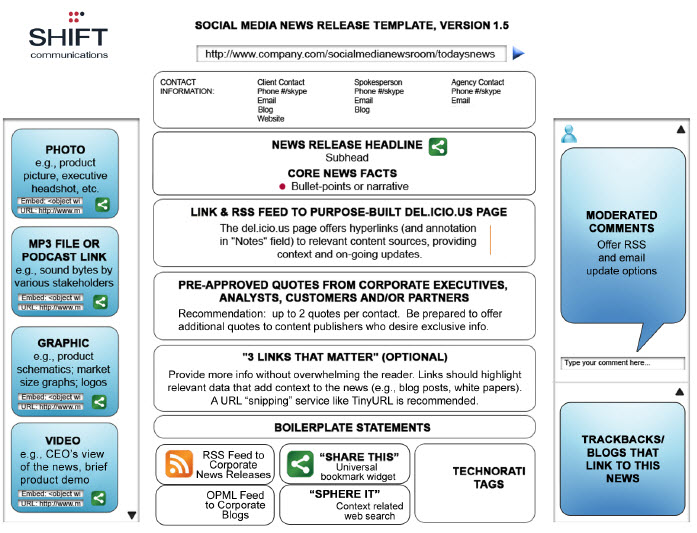 SHIFT
communications
SOCIAL MEDIA NEWS RELEASE TEMPLATE, VERSION 1.5
http://www.company.com/socialmedianewsroom/todaysnews
CONTACT
INFORMATION:
Client Contact
Phone #/skype
Email
Blog
Website
Spokesperson
Phone #/skype
Email
Blog
Agency Contact
Phone #/skype
Email
PHOTO
e.g., product
picture, executive
headshot, etc.
Embed: <object wi
URL: http://www.m
MP3 FILE OR
PODCAST LINK
e.g., sound bytes by
various stakeholders
Embed: <object wi
URL: http://www.m
GRAPHIC
e.g., product
schematics; market
size graphs; logos
Embed: <object wi
URL: http://www.m
VIDEO
e.g., CEO's view
of the news, brief
product demo
Embed: <object wi
URL: http://www.m
NEWS RELEASE HEADLINE
Subhead
CORE NEWS FACTS
Bullet-points or narrative
LINK & RSS FEED TO PURPOSE-BUILT DEL.ICIO.US PAGE
The del.icio.us page offers hyperlinks (and annotation
in "Notes" field) to relevant content sources, providing
context and on-going updates.
PRE-APPROVED QUOTES FROM CORPORATE EXECUTIVES,
ANALYSTS, CUSTOMERS AND/OR PARTNERS
Recommendation: up to 2 quotes per contact. Be prepared to offer
additional quotes to content publishers who desire exclusive info.
"3 LINKS THAT MATTER" (OPTIONAL)
Provide more info without overwhelming the reader. Links should highlight
relevant data that add context to the news (e.g., blog posts, white papers).
A URL "snipping" service like TinyURL is recommended.
BOILERPLATE STATEMENTS
RSS Feed to
Corporate
News Releases
“SHARE THIS”
Universal
bookmark widget
OPML Feed
to Corporate
Blogs
“SPHERE IT”
Context related
web search
TECHNORATI
TAGS
MODERATED
COMMENTS
Offer RSS
and email
update options
Type your comment here...
TRACKBACKS/
BLOGS THAT
LINK TO THIS
NEWS